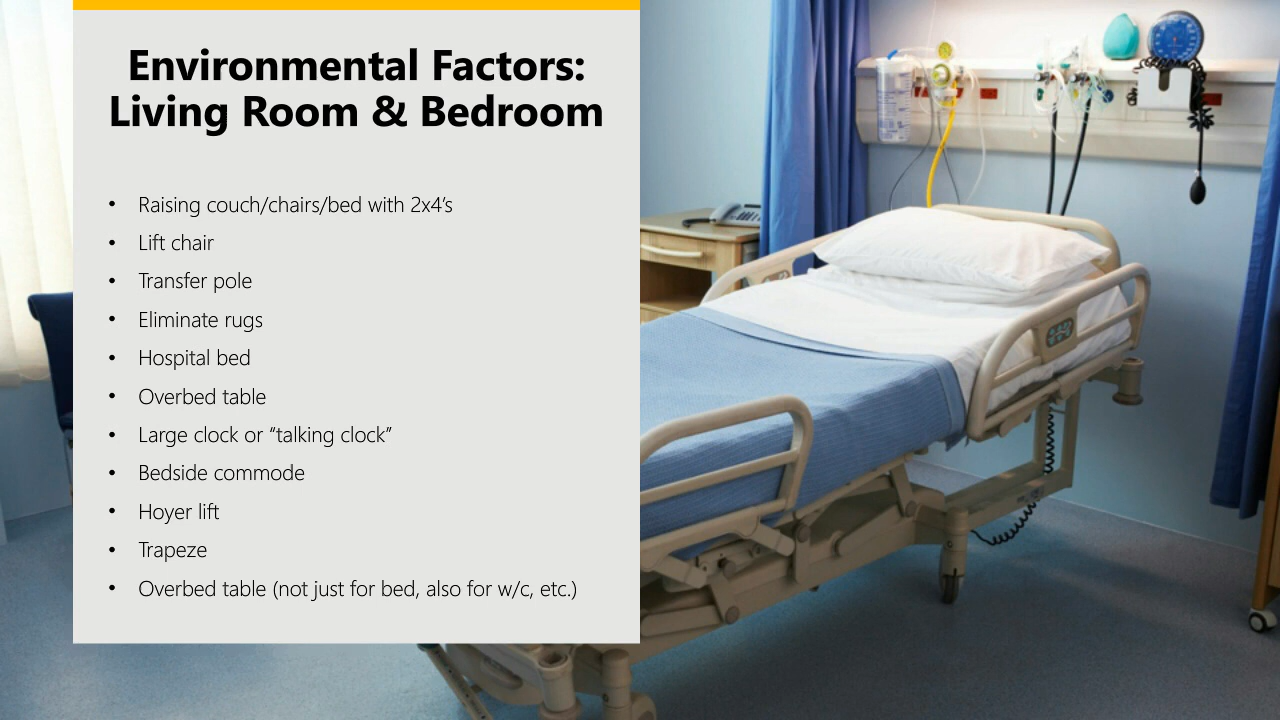 Environmental Factors:
Living Room & Bedroom
• Raising couch/chairs/bed with 2x4’s
• Lift chair
• Transfer pole
• Eliminate rugs
• Hospital bed
• Overbed table
• Large clock or “talking clock”
• Bedside commode
• Hoyer lift
• Trapeze
• Overbed table (not just for bed, also for w/c, etc.)